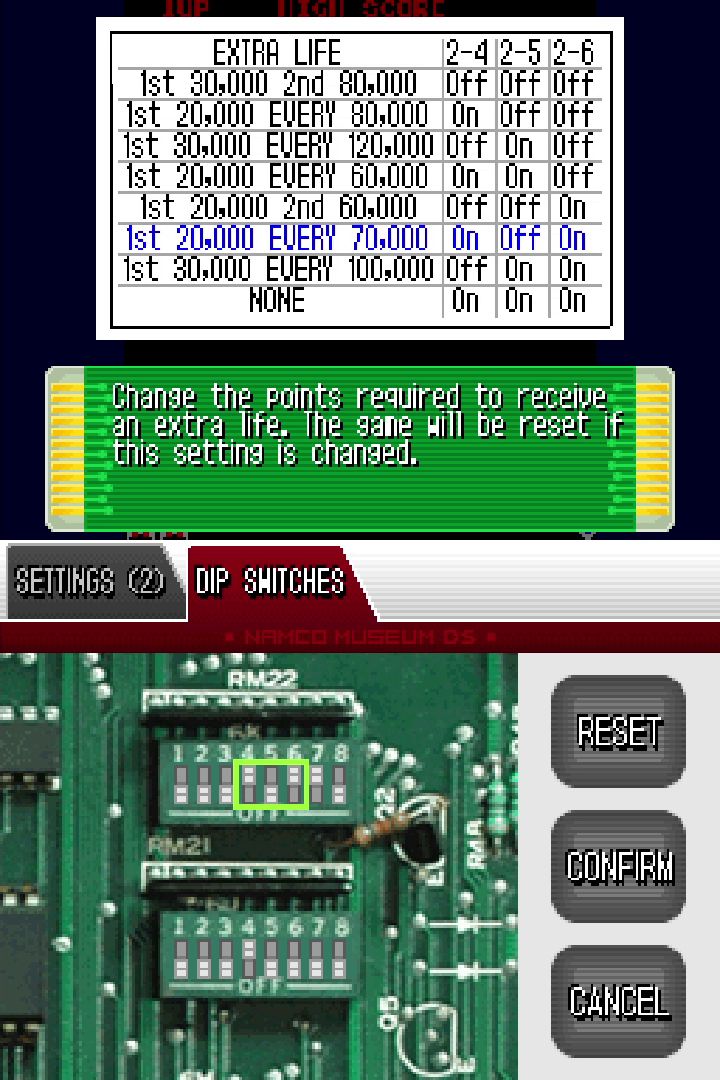 1UP HIGH SCORE
EXTRA LIFE 2-4 2-5 2-6
1st 30,000 2nd 80,000 Off Off Off
1st 20,000 EVERY 80,000 On Off Off
1st 30,000 EVERY 120,000 Off On Off
1st 20,000 EVERY 60,000 On On Off
1st 20,000 2nd 60,000 Off Off On
1st 20,000 EVERY 70,000 On Off On
1st 30,000 EVERY 100,000 Off On On
NONE On On On
Change the points required to receive
an extra life. The game will be reset if
this setting is changed.
SETTINGS (2) DIP SWITCHES
• NAMCO MUSEUM DS •
RM22
1 2 3 4 5 6 7 8
OFF
RM21
1 2 3 4 5 6 7 8
OFF
RESET
CONFIRM
CANCEL